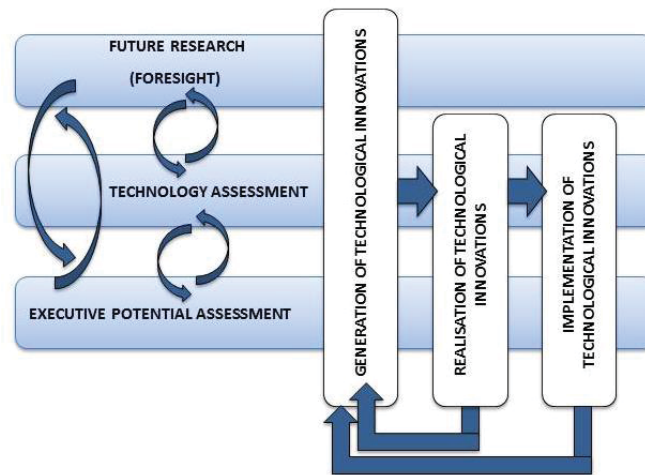 FUTURE RESEARCH
(FORESIGHT)
TECHNOLOGY ASSESSMENT
EXECUTIVE POTENTIAL ASSESSMENT
GENERATION OF TECHNOLOGICAL INNOVATIONS
REALISATION OF TECHNOLOGICAL
INNOVATIONS
IMPLEMENTATION OF
TECHNOLOGICAL INNOVATIONS